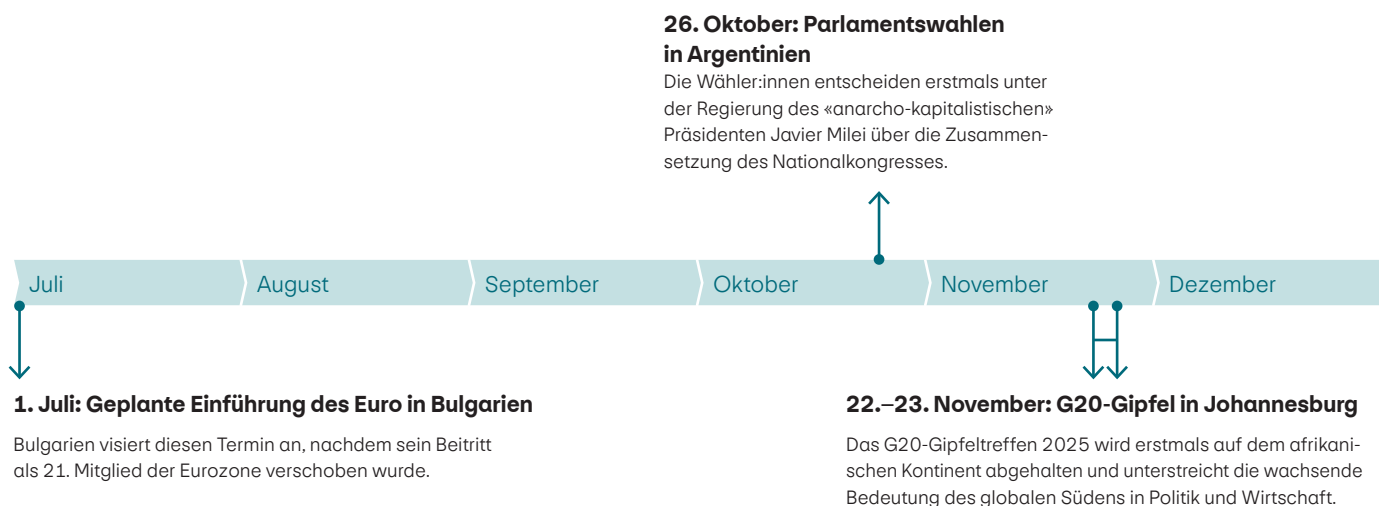 26. Oktober: Parlamentswahlen
in Argentinien
Die Wähler:innen entscheiden erstmals unter
der Regierung des «anarcho-kapitalistischen»
Präsidenten Javier Milei über die Zusammen-
setzung des Nationalkongresses.
Juli
August
September
Oktober
November
Dezember
1. Juli: Geplante Einführung des Euro in Bulgarien
Bulgarien visiert diesen Termin an, nachdem sein Beitritt
als 21. Mitglied der Eurozone verschoben wurde.
22.–23. November: G20-Gipfel in Johannesburg
Das G20-Gipfeltreffen 2025 wird erstmals auf dem afrikani-
schen Kontinent abgehalten und unterstreicht die wachsende
Bedeutung des globalen Südens in Politik und Wirtschaft.